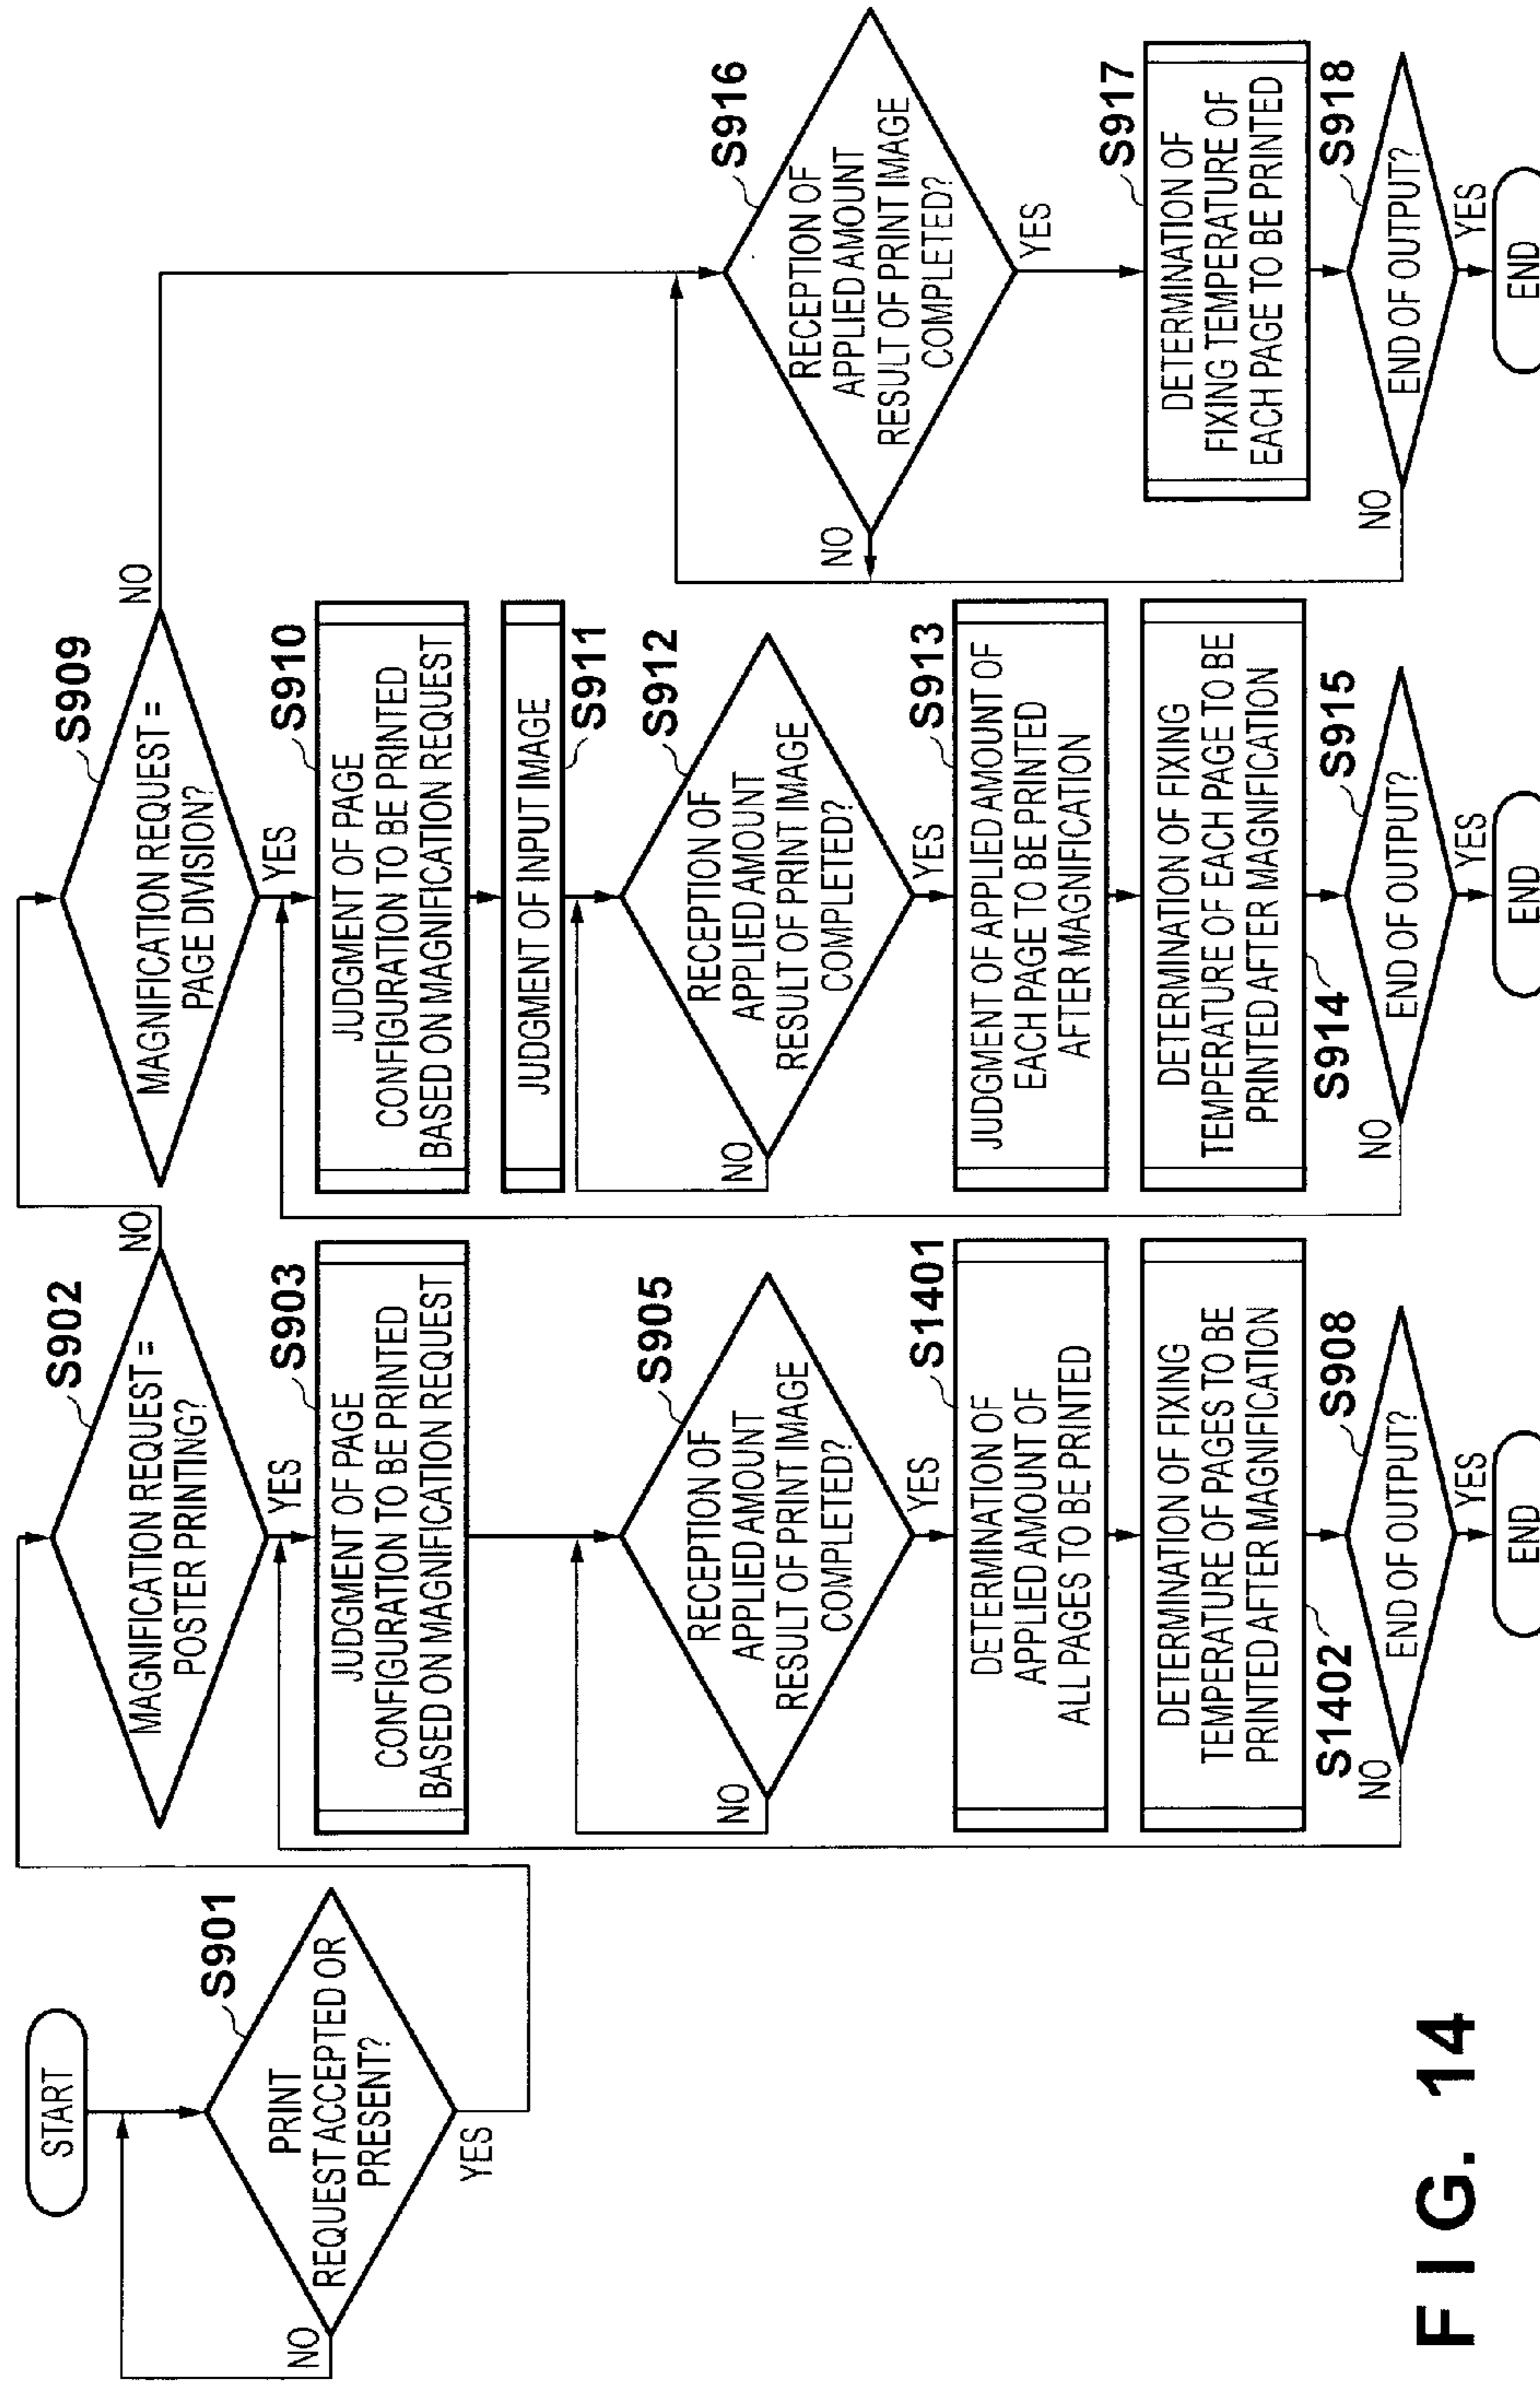 START
S901
PRINT
REQUEST ACCEPTED OR
PRESENT?
NO
YES
S902
MAGNIFICATION REQUEST =
POSTER PRINTING?
NO
YES
S903
JUDGMENT OF PAGE
CONFIGURATION TO BE PRINTED
BASED ON MAGNIFICATION REQUEST
S905
RECEPTION OF
APPLIED AMOUNT
RESULT OF PRINT IMAGE
COMPLETED?
NO
YES
S1401
DETERMINATION OF
APPLIED AMOUNT OF
ALL PAGES TO BE PRINTED
DETERMINATION OF FIXING
TEMPERATURE OF PAGES TO BE
PRINTED AFTER MAGNIFICATION
S1402
S908
END OF OUTPUT?
NO
YES
END
S909
MAGNIFICATION REQUEST =
PAGE DIVISION?
NO
YES
S910
JUDGMENT OF PAGE
CONFIGURATION TO BE PRINTED
BASED ON MAGNIFICATION REQUEST
JUDGMENT OF INPUT IMAGE
S911
S912
RECEPTION OF
APPLIED AMOUNT
RESULT OF PRINT IMAGE
COMPLETED?
NO
YES
S913
JUDGMENT OF APPLIED AMOUNT OF
EACH PAGE TO BE PRINTED
AFTER MAGNIFICATION
DETERMINATION OF FIXING
TEMPERATURE OF EACH PAGE TO BE
PRINTED AFTER MAGNIFICATION
S914
S915
END OF OUTPUT?
NO
YES
END
S916
RECEPTION OF
APPLIED AMOUNT
RESULT OF PRINT IMAGE
COMPLETED?
NO
YES
S917
DETERMINATION OF
FIXING TEMPERATURE OF
EACH PAGE TO BE PRINTED
S918
END OF OUTPUT?
NO
YES
END
FIG. 14